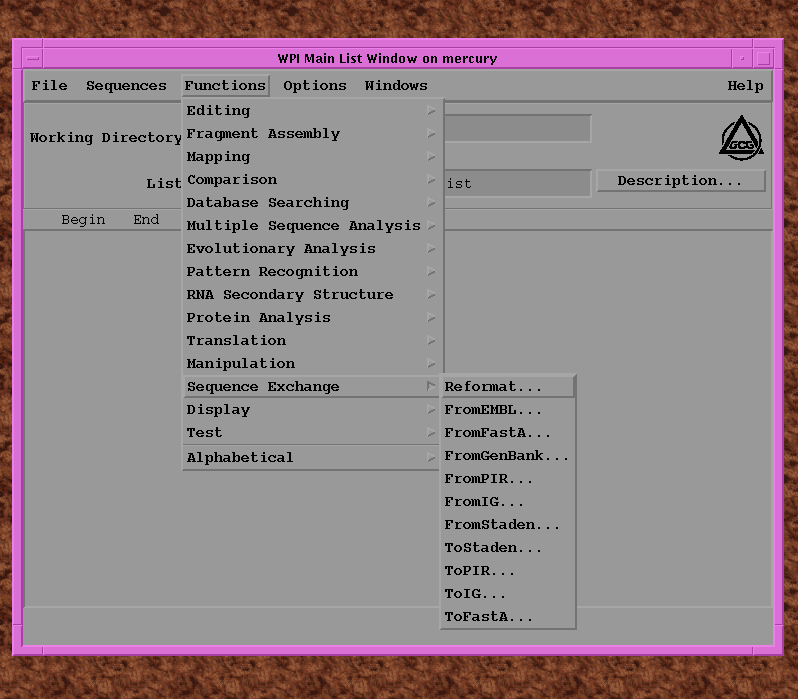 WPI Main List Window on mercury
File Sequences Functions Options Windows Help
Editing
Fragment Assembly
Working Directory
Mapping
GCG
Comparison
List ist Description...
Database Searching
Begin End
Multiple Sequence Analysis
Evolutionary Analysis
Pattern Recognition
RNA Secondary Structure
Protein Analysis
Translation
Manipulation
Sequence Exchange Reformat...
Display FromEMBL...
Test FromFastA...
Alphabetical FromGenBank...
FromPIR...
FromIG...
FromStaden...
ToStaden...
ToPIR...
ToIG...
ToFastA...